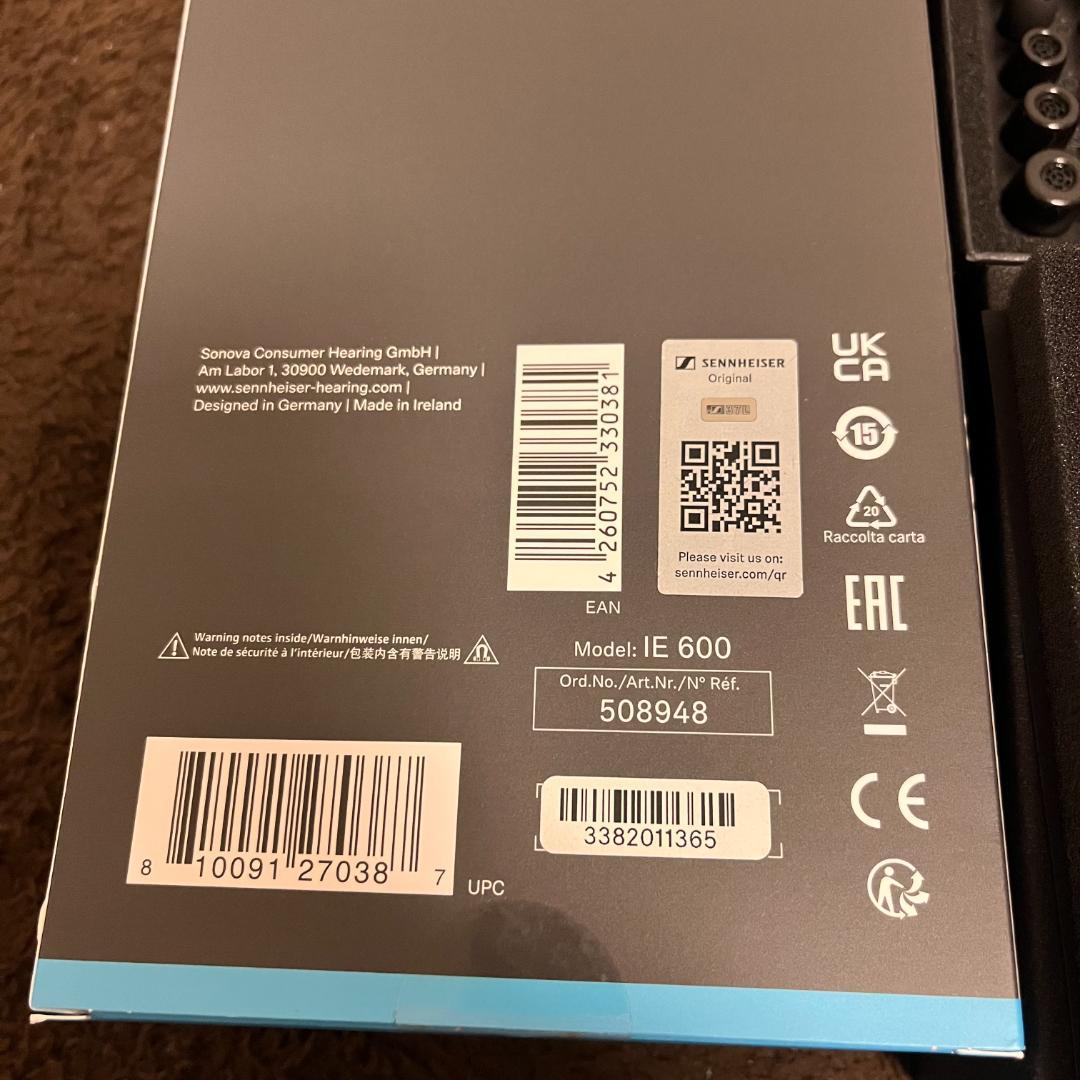 Sonova Consumer Hearing GmbH |
Am Labor 1, 30900 Wedemark, Germany |
www.sennheiser-hearing.com |
Designed in Germany | Made in Ireland
4 260752 330381
EAN
SENNHEISER
Original
37L
Please visit us on:
sennheiser.com/qr
UK
CA
15
20
Raccolta carta
EAC
Warning notes inside/Warnhinweise innen/
Note de sécurité à l'intérieur/包装内含有警告说明
Model: IE 600
Ord.No./Art.Nr./N° Réf.
508948
CE
8 10091 27038 7
UPC
3382011365